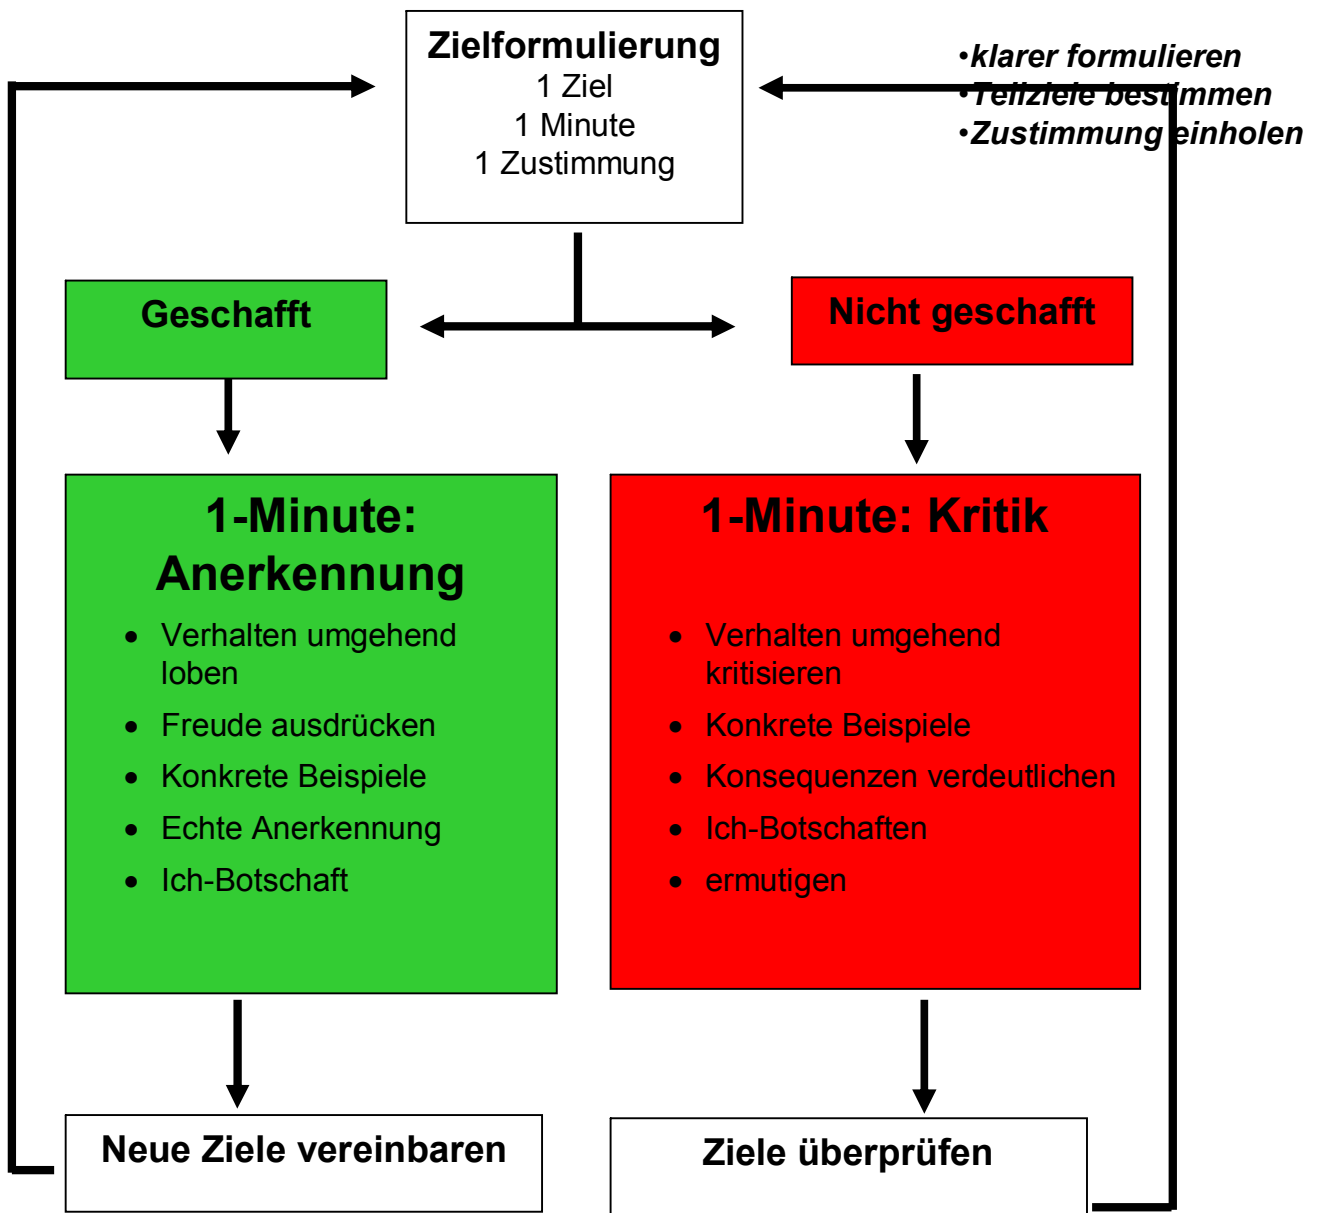 Zielformulierung
1 Ziel
1 Minute
1 Zustimmung
•klarer formulieren
•Teilziele bestimmen
•Zustimmung einholen
Geschafft
Nicht geschafft
1-Minute:
Anerkennung
• Verhalten umgehend
loben
• Freude ausdrücken
• Konkrete Beispiele
• Echte Anerkennung
• Ich-Botschaft
1-Minute: Kritik
• Verhalten umgehend
kritisieren
• Konkrete Beispiele
• Konsequenzen verdeutlichen
• Ich-Botschaften
• ermutigen
Neue Ziele vereinbaren
Ziele überprüfen